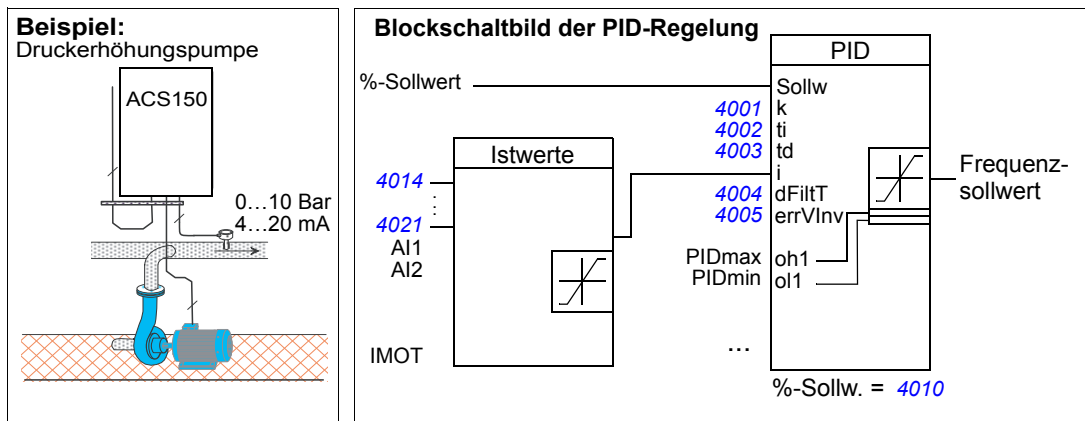 Beispiel:
Druckerhöhungspumpe
ACS150
0…10 Bar
4…20 mA
Blockschaltbild der PID-Regelung
%-Sollwert
PID
Sollw
4001 k
4002 ti
4003 td
i
4004 dFiltT
4005 errVInv
PIDmax oh1
PIDmin ol1
…
Istwerte
4014
⋮
4021
AI1
AI2
IMOT
Frequenz-
sollwert
%-Sollw. = 4010